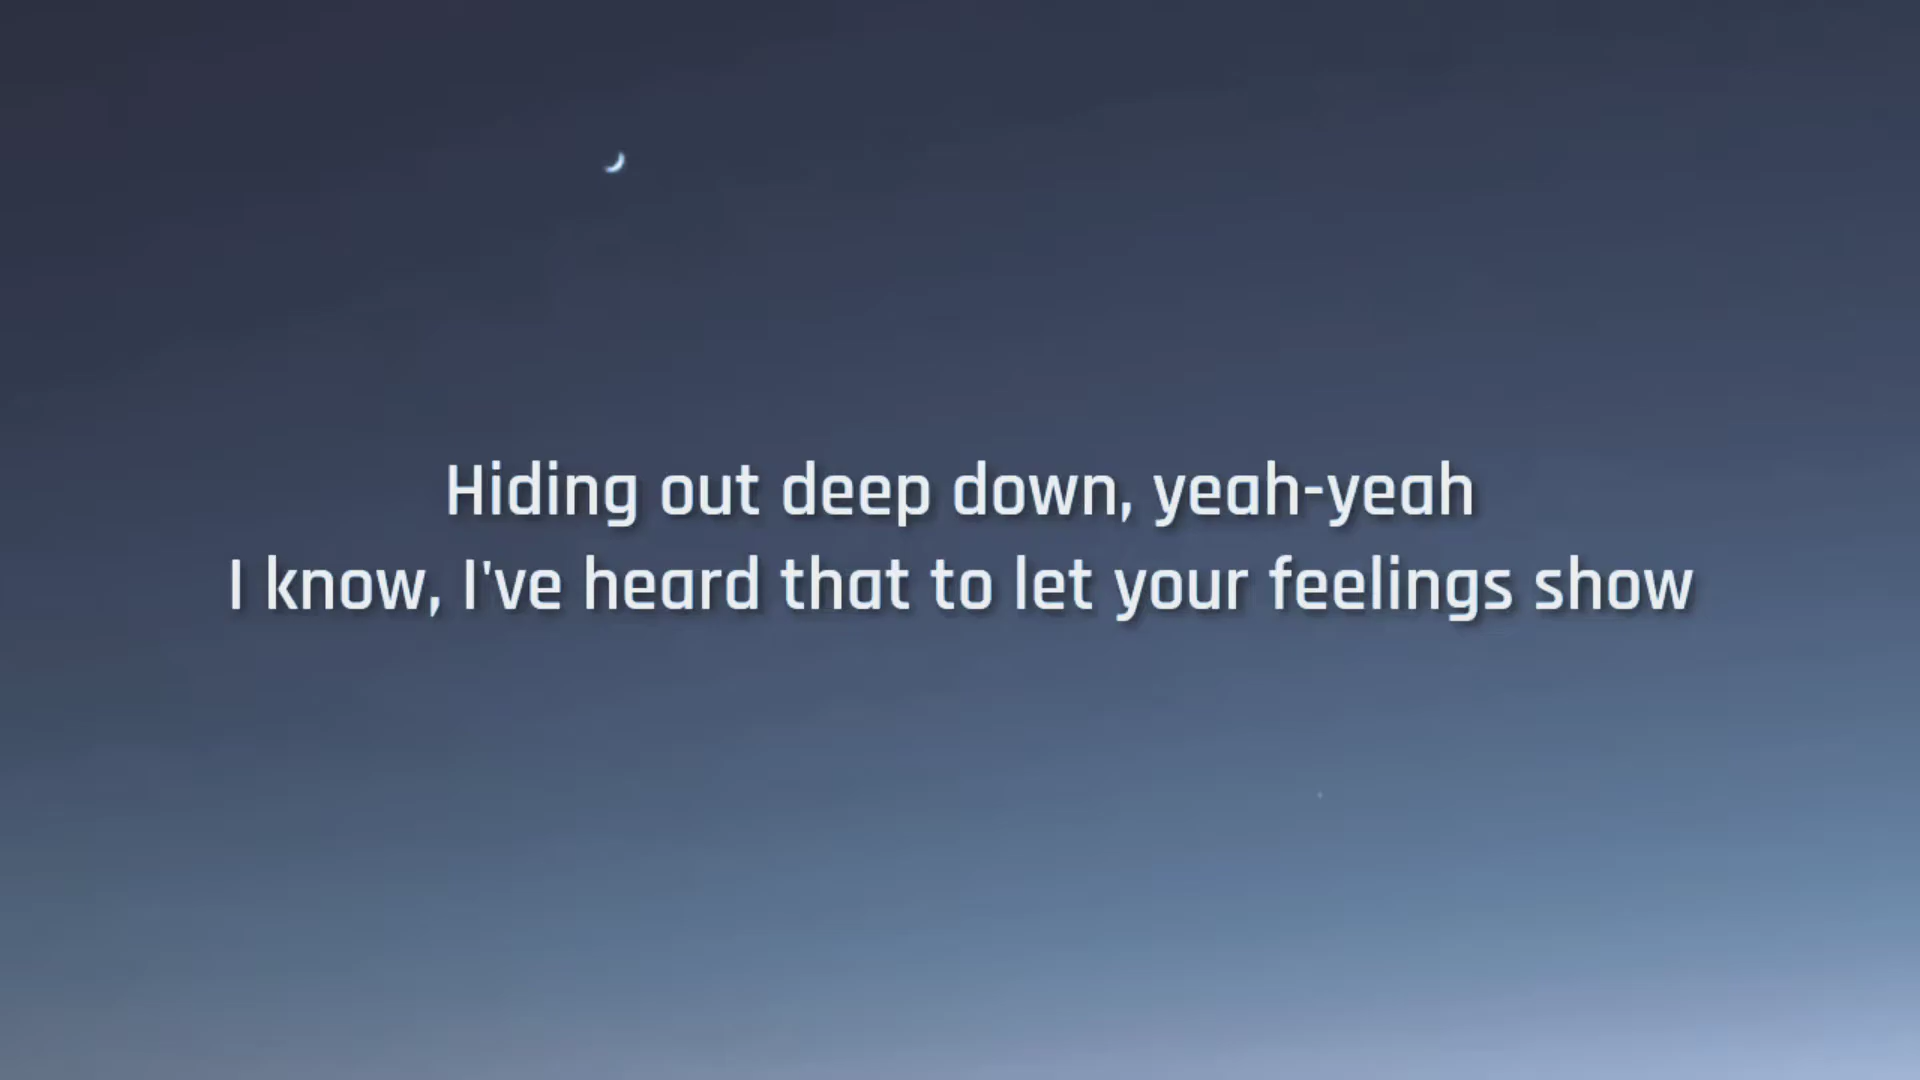 Hiding out deep down, yeah-yeah
I know, I've heard that to let your feelings show